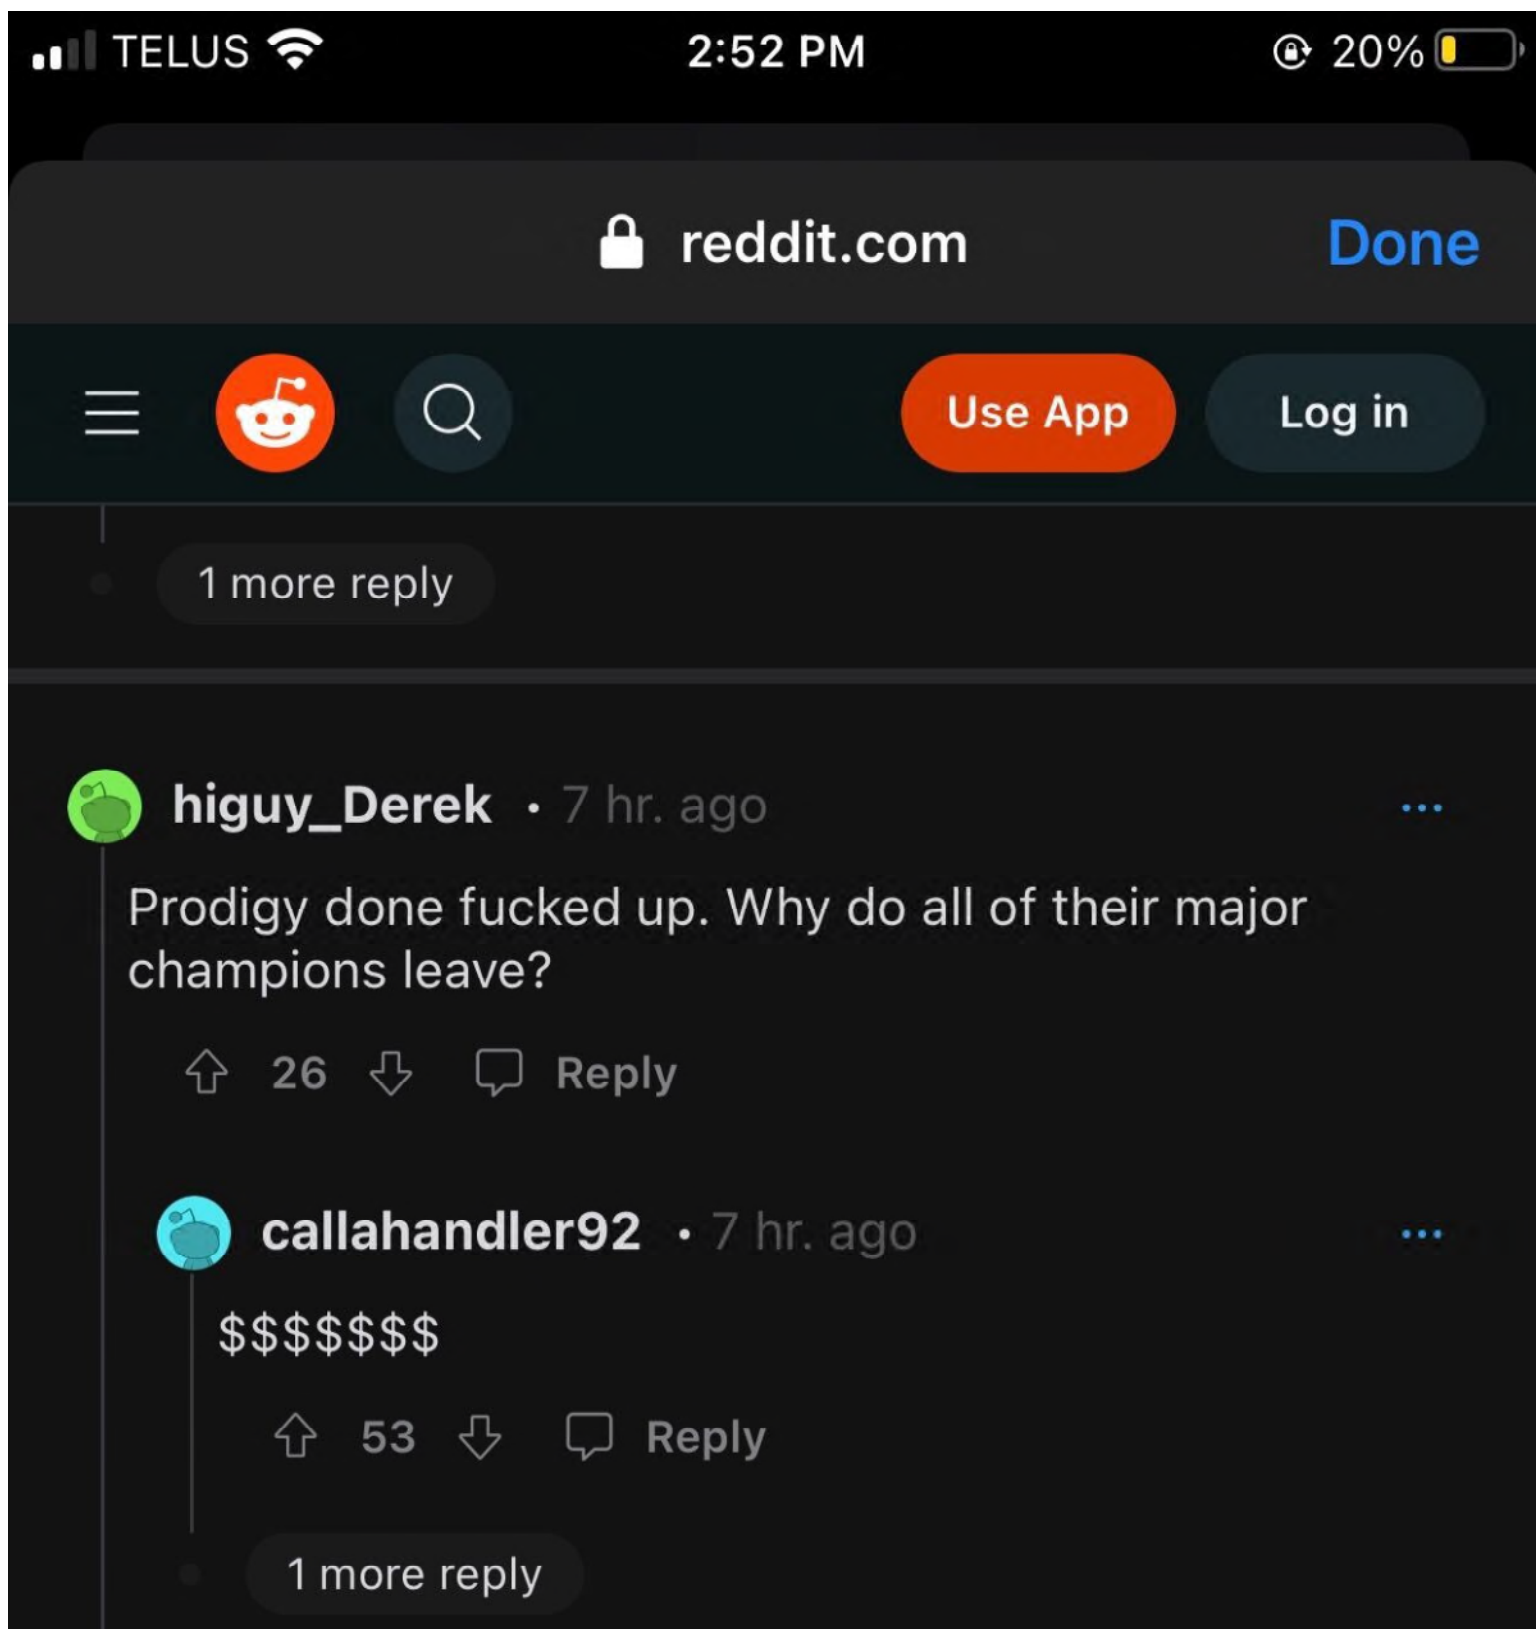 TELUS 2:52 PM 20%
reddit.com Done
Use App Log in
1 more reply
higuy_Derek · 7 hr. ago ...
Prodigy done fucked up. Why do all of their major
champions leave?
26 Reply
callahandler92 · 7 hr. ago ...
$$$$$$$
53 Reply
1 more reply